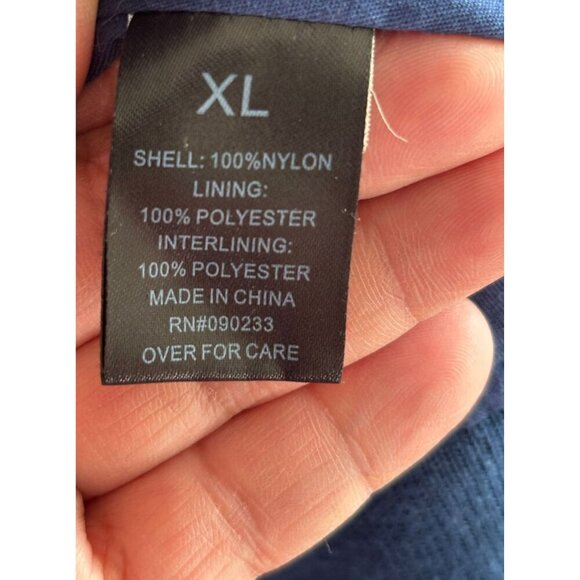 XL
SHELL: 100%NYLON
LINING:
100% POLYESTER
INTERLINING:
100% POLYESTER
MADE IN CHINA
RN#090233
OVER FOR CARE